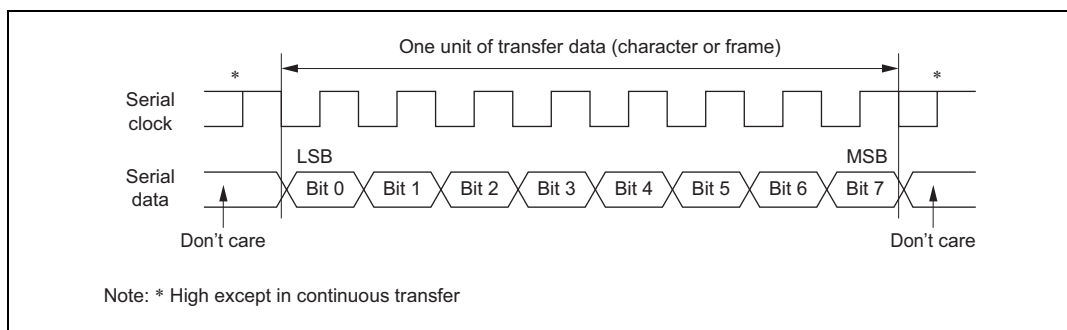 One unit of transfer data (character or frame)
* *
Serial
clock
LSB MSB
Serial
data
Bit 0 Bit 1 Bit 2 Bit 3 Bit 4 Bit 5 Bit 6 Bit 7
Don't care Don't care
Note: * High except in continuous transfer